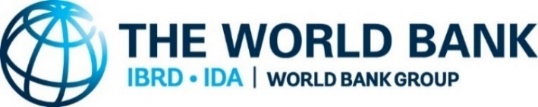 THE WORLD BANK
IBRD • IDA | WORLD BANK GROUP